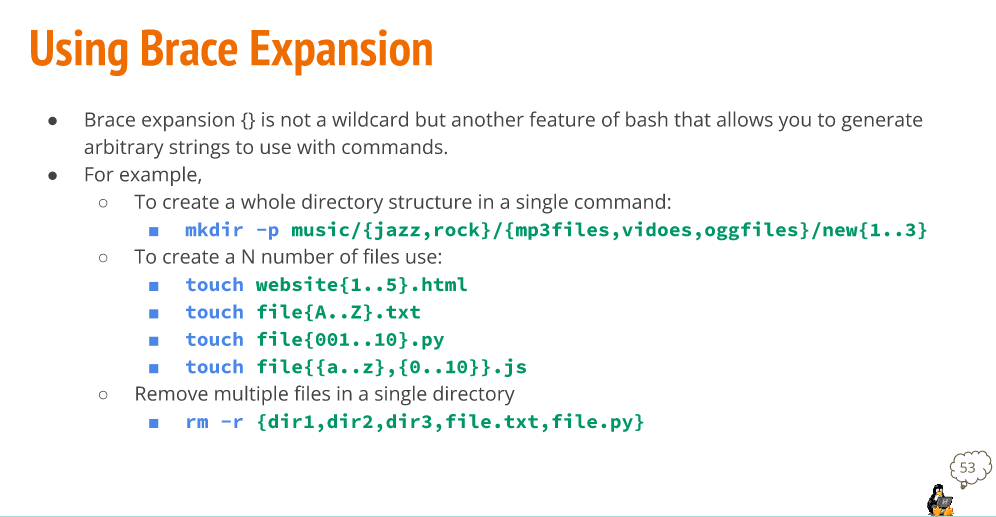 Using Brace Expansion
● Brace expansion {} is not a wildcard but another feature of bash that allows you to generate
arbitrary strings to use with commands.
● For example,
○ To create a whole directory structure in a single command:
■ mkdir -p music/{jazz,rock}/{mp3files,vidoes,oggfiles}/new{1..3}
○ To create a N number of files use:
■ touch website{1..5}.html
■ touch file{A..Z}.txt
■ touch file{001..10}.py
■ touch file{{a..z},{0..10}}.js
○ Remove multiple files in a single directory
■ rm -r {dir1,dir2,dir3,file.txt,file.py}
53